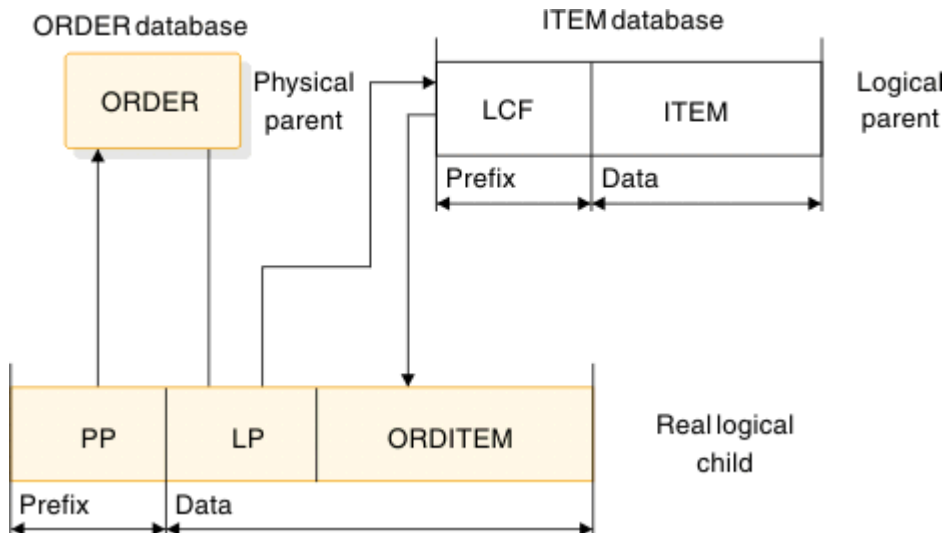 ORDER database
ITEM database
ORDER
Physical
parent
LCF
ITEM
Logical
parent
Prefix
Data
PP
LP
ORDITEM
Real logical
child
Prefix
Data